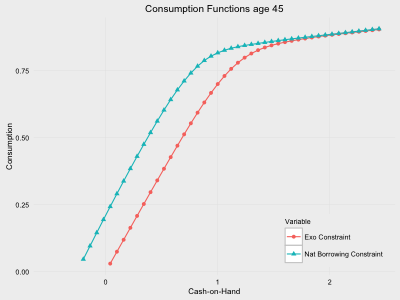 Consumption Functions age 45
Consumption
0.75
0.50
0.25
0.00
0
1
2
Cash-on-Hand
Variable
Exo Constraint
Nat Borrowing Constraint